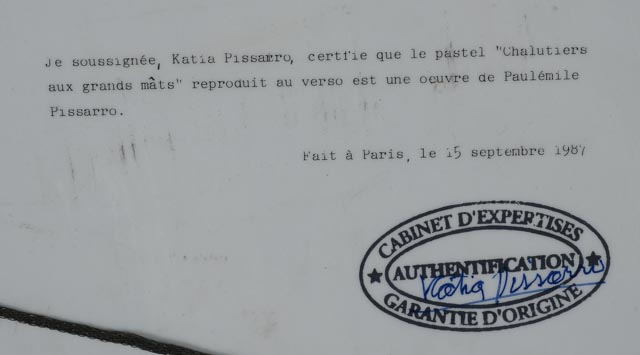 Je soussignée, Katia Pissarro, certifie que le pastel "Chalutiers
aux grands mâts" reproduit au verso est une oeuvre de Paulémile
Pissarro.
Fait à Paris, le 15 septembre 1987
CABINET D'EXPERTISES
AUTHENTIFICATION
Katia Pissarro
GARANTIE D'ORIGINE